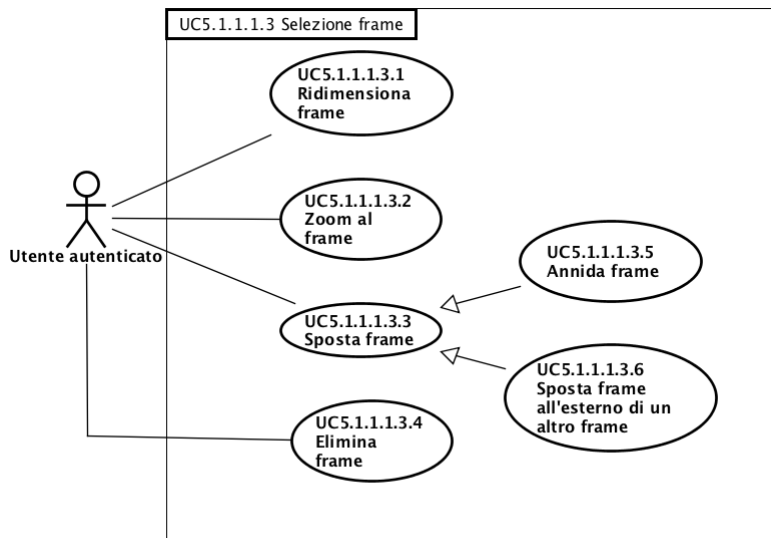 UC5.1.1.1.3 Selezione frame
UC5.1.1.1.3.1
Ridimensiona
frame
UC5.1.1.1.3.2
Zoom al
frame
Utente autenticato
UC5.1.1.1.3.5
Annida frame
UC5.1.1.1.3.3
Sposta frame
UC5.1.1.1.3.6
Sposta frame
all'esterno di un
altro frame
UC5.1.1.1.3.4
Elimina
frame